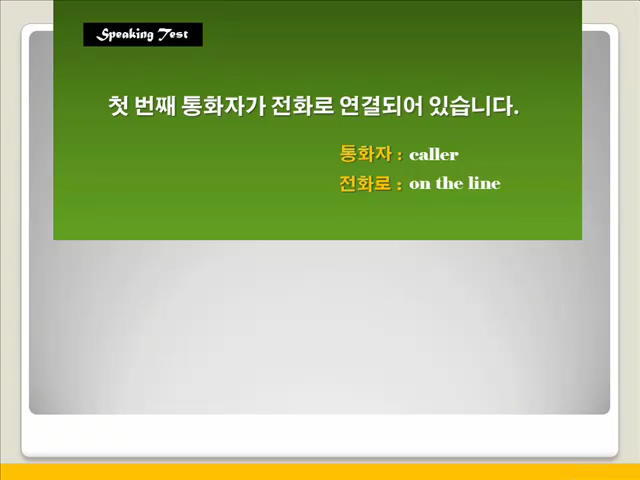 Speaking Test
첫 번째 통화자가 전화로 연결되어 있습니다.
통화자 : caller
전화로 : on the line